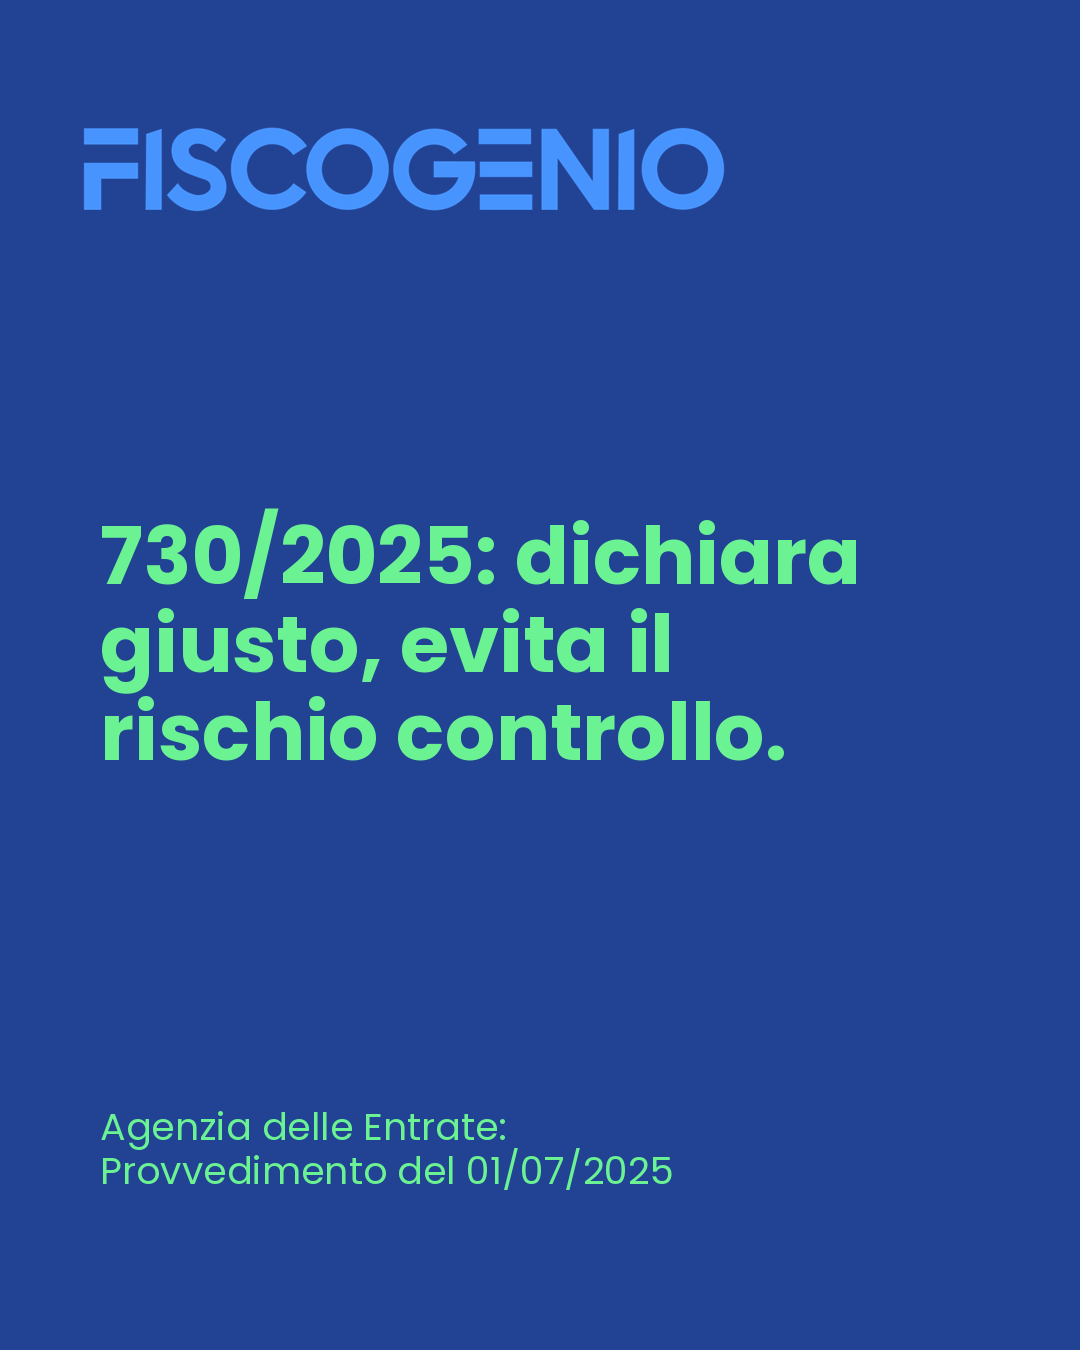 FISCOGENIO
730/2025: dichiara
giusto, evita il
rischio controllo.
Agenzia delle Entrate:
Provvedimento del 01/07/2025